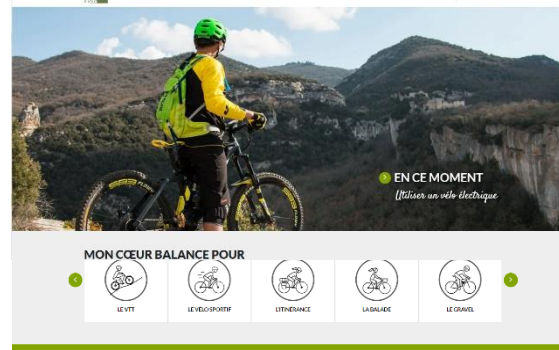 EN CE MOMENT
Utiliser un vélo électrique
MON CŒUR BALANCE POUR
LE VTT
LE VÉLO SPORTIF
L'ITINÉRANCE
LA BALADE
LE GRAVEL